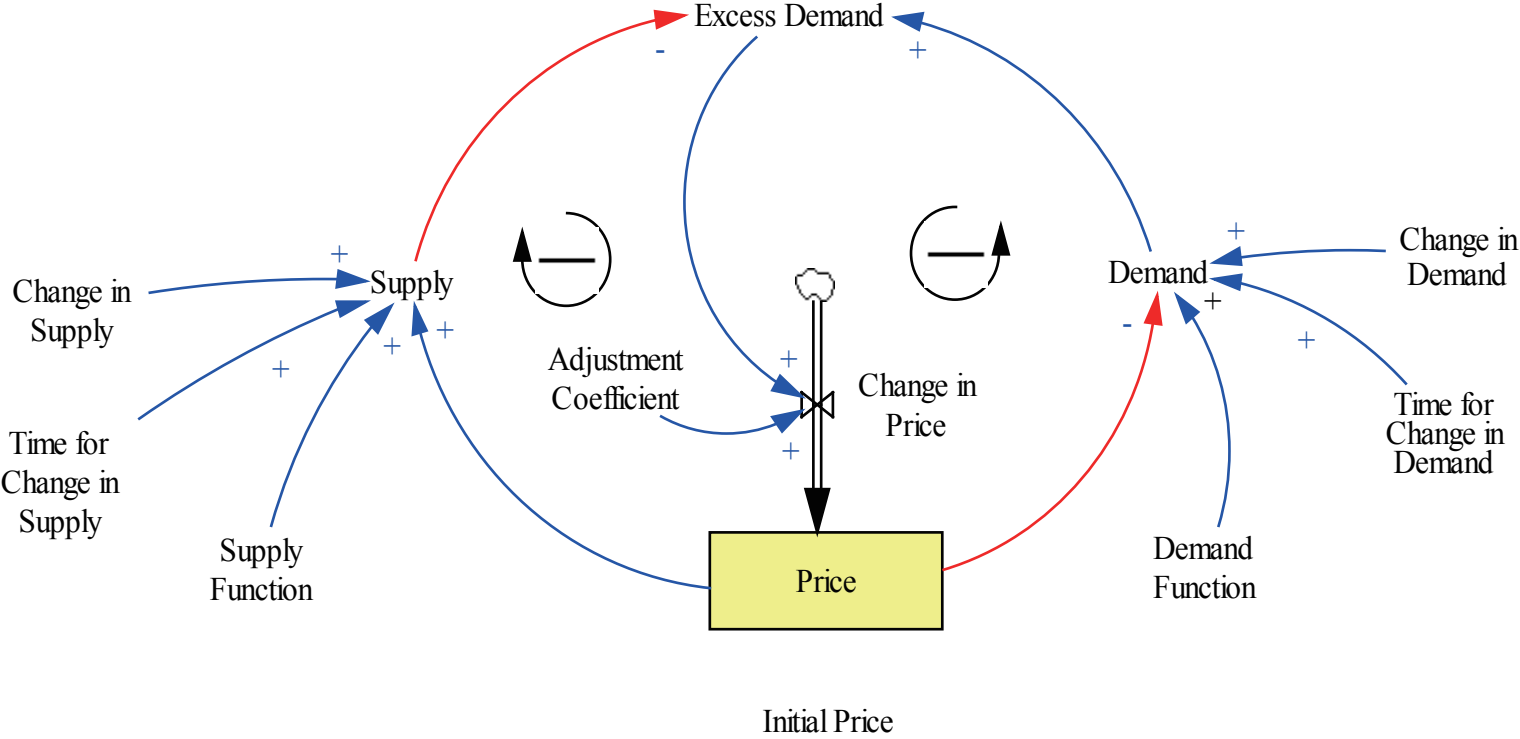 Excess Demand
-
+
+
Change in
Supply
Supply
+
+
+
+
Change in
Demand
Demand
+
-
+
Adjustment
Coefficient
+
Change in
Price
+
Time for
Change in
Supply
Time for
Change in
Demand
Supply
Function
Price
Demand
Function
Initial Price